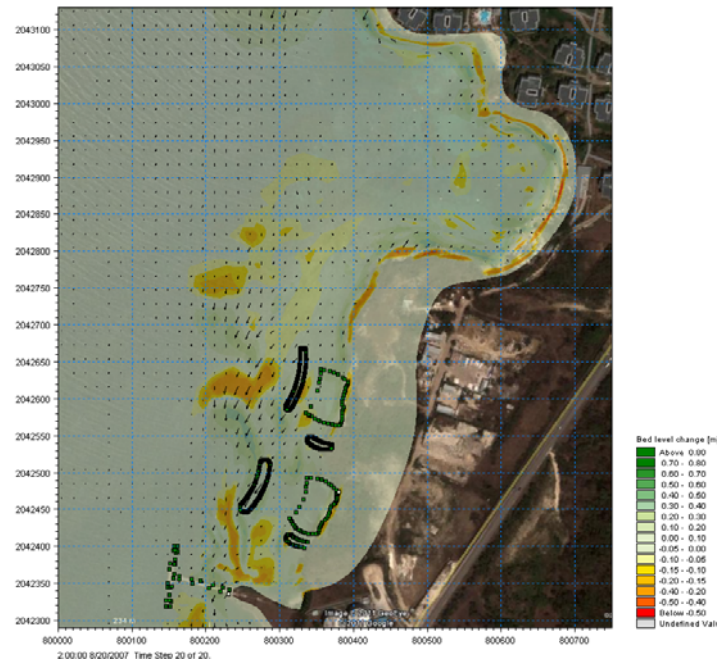 2043100
2043050
2043000
2042950
2042900
2042850
2042800
2042750
2042700
2042650
2042600
2042550
2042500
2042450
2042400
2042350
2042300
800000
800100
800200
800300
800400
800500
800600
800700
2:00:00 8/20/2007 Time Step 20 of 20.
Bed level change [m]
Above 0.80
0.70 - 0.80
0.60 - 0.70
0.50 - 0.60
0.40 - 0.50
0.30 - 0.40
0.20 - 0.30
0.10 - 0.20
0.00 - 0.10
-0.05 - 0.00
-0.10 - -0.05
-0.15 - -0.10
-0.20 - -0.15
-0.40 - -0.20
-0.50 - -0.40
Below -0.50
Undefined Valu